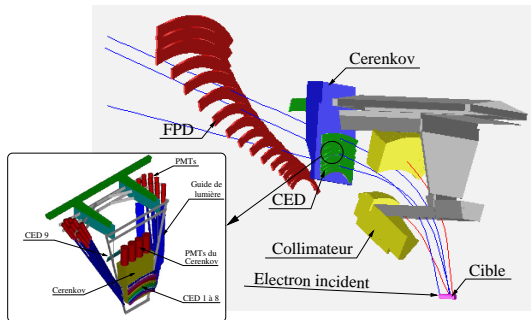 Cerenkov
FPD
CED
Collimateur
Electron incident
Cible
PMTs
Guide de
lumière
CED 9
PMTs du
Cerenkov
Cerenkov
CED 1 à 8